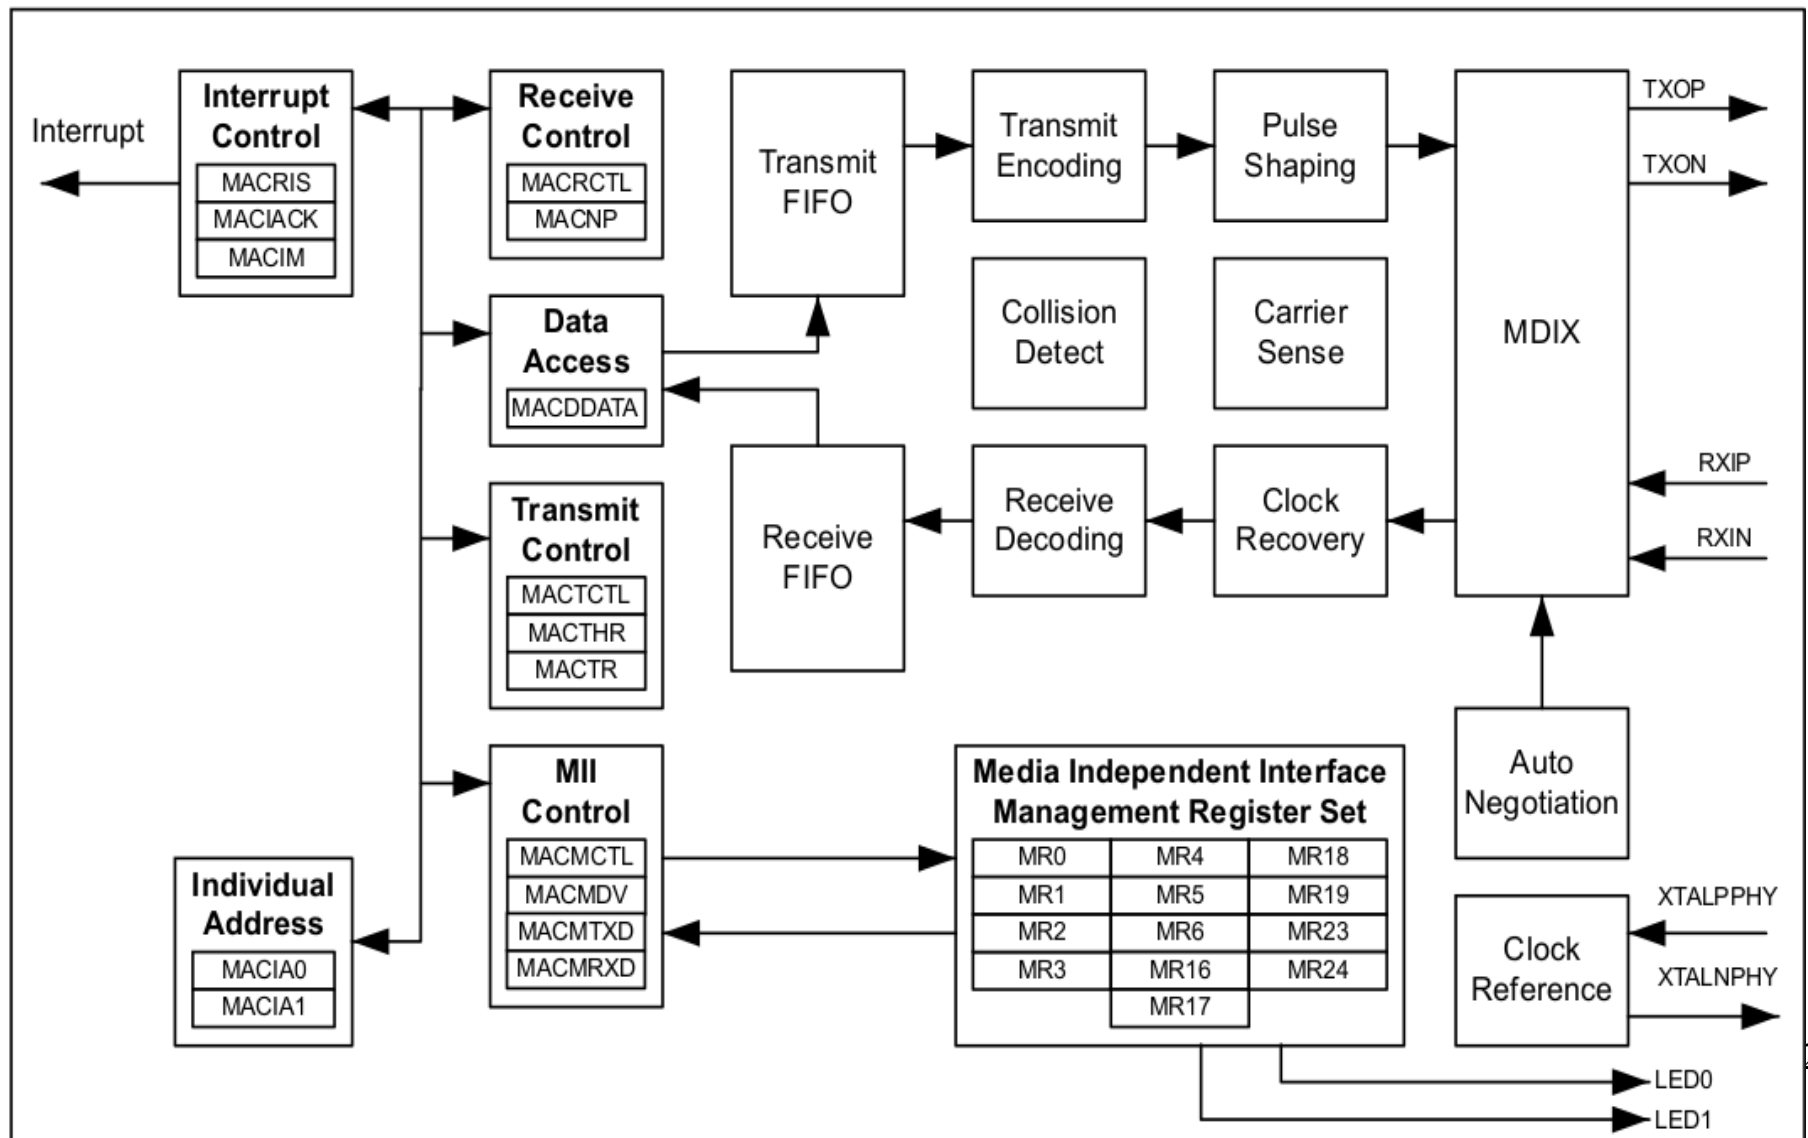 Interrupt
Interrupt
Control
MACRIS
MACIACK
MACIM
Receive
Control
MACRCTL
MACNP
Data
Access
MACDDATA
Transmit
Control
MACTCTL
MACTHR
MACTR
MII
Control
MACMCTL
MACMDV
MACMTXD
MACMRXD
Individual
Address
MACIA0
MACIA1
Transmit
FIFO
Transmit
Encoding
Pulse
Shaping
Collision
Detect
Carrier
Sense
MDIX
Receive
FIFO
Receive
Decoding
Clock
Recovery
TXOP
TXON
RXIP
RXIN
Auto
Negotiation
Media Independent Interface
Management Register Set
MR0 MR4 MR18
MR1 MR5 MR19
MR2 MR6 MR23
MR3 MR16 MR24
MR17
Clock
Reference
XTALPPHY
XTALNPHY
LED0
LED1